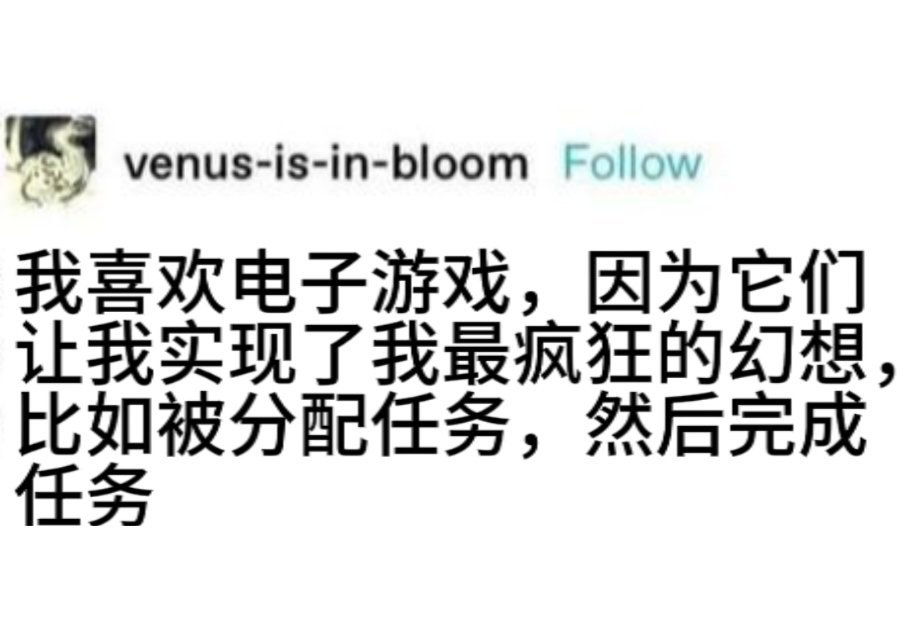 venus-is-in-bloom Follow
我喜欢电子游戏，因为它们
让我实现了我最疯狂的幻想，
比如被分配任务，然后完成
任务